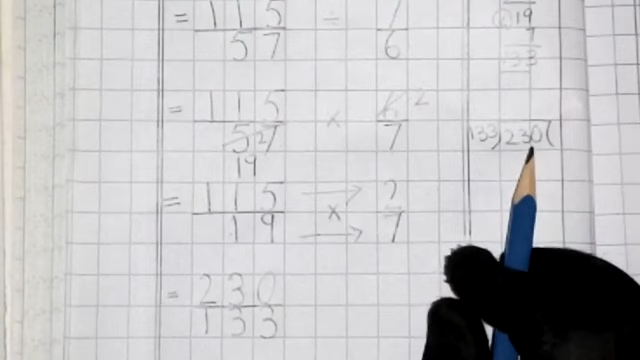 = 115/57 ÷ 7/6
= 115/57 × 6/7 2
19
= 115/19 × 2/7
= 230/133
19
7
133
133)230(